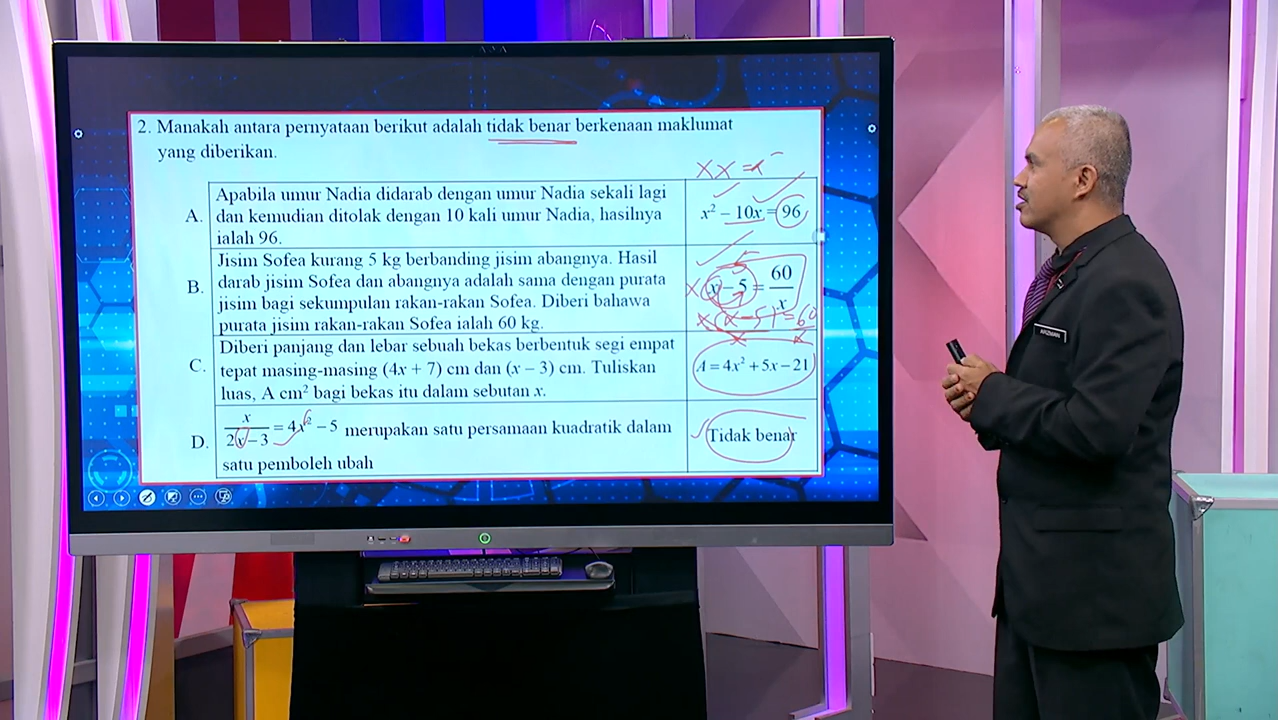 2. Manakah antara pernyataan berikut adalah tidak benar berkenaan maklumat
yang diberikan.
A. Apabila umur Nadia didarab dengan umur Nadia sekali lagi
dan kemudian ditolak dengan 10 kali umur Nadia, hasilnya
ialah 96.
xx =
x² – 10x = 96
B. Jisim Sofea kurang 5 kg berbanding jisim abangnya. Hasil
darab jisim Sofea dan abangnya adalah sama dengan purata
jisim bagi sekumpulan rakan-rakan Sofea. Diberi bahawa
purata jisim rakan-rakan Sofea ialah 60 kg.
x – 5 = 60/x
x(x – 5) = 60
C. Diberi panjang dan lebar sebuah bekas berbentuk segi empat
tepat masing-masing (4x + 7) cm dan (x – 3) cm. Tuliskan
luas, A cm² bagi bekas itu dalam sebutan x.
A = 4x² + 5x – 21
D. x/(2x – 3) = 4x² – 5 merupakan satu persamaan kuadratik dalam
satu pemboleh ubah
Tidak benar